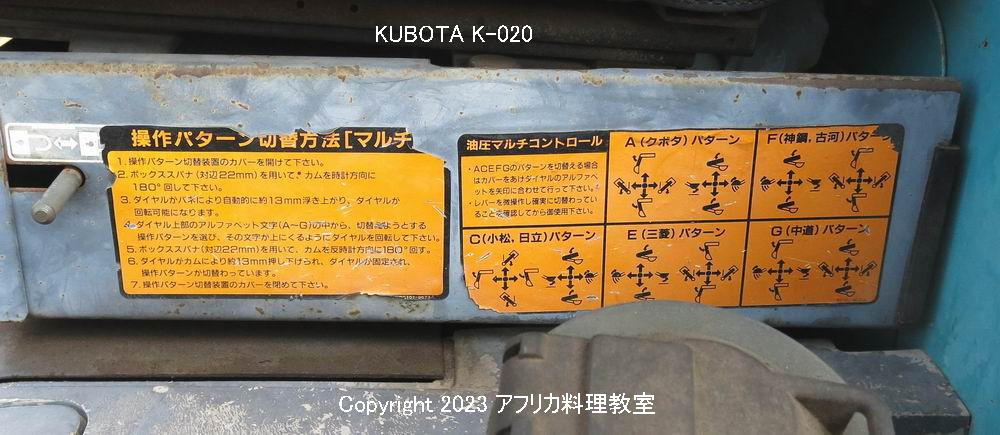 KUBOTA K-020
操作パターン切替方法[マルチ
1. 操作パターン切替装置のカバーを開けて下さい。
2. ボックススパナ(対辺22mm)を用いて、カムを時計方向に
180°回して下さい。
3. ダイヤルがバネにより自動的に約13mm浮き上がり、ダイヤルが
回転可能になります。
4. ダイヤル上部のアルファベット文字(A～G)の中から、切替えようとする
操作パターンを選び、その文字が上にくるようにダイヤルを回して下さい。
5. ボックススパナ(対辺22mm)を用いて、カムを反時計方向に180°回す。
6. ダイヤルがカムにより約13mm押し下げられ、ダイヤルが固定され、
操作パターンが切替わっています。
7. 操作パターン切替装置のカバーを閉めて下さい。
油圧マルチコントロール
・ACEFGのパターンを切替える場合
はカバーをあけダイヤルのアルファベ
ットを矢印に合わせて行って下さい。
・レバーを微操作し確実に切替わって
いることを確認してから御使用下さい。
A(クボタ)パターン
F(神鋼,古河)パター
C(小松,日立)パターン
E(三菱)パターン
G(中道)パターン
Copyright 2023 アフリカ料理教室